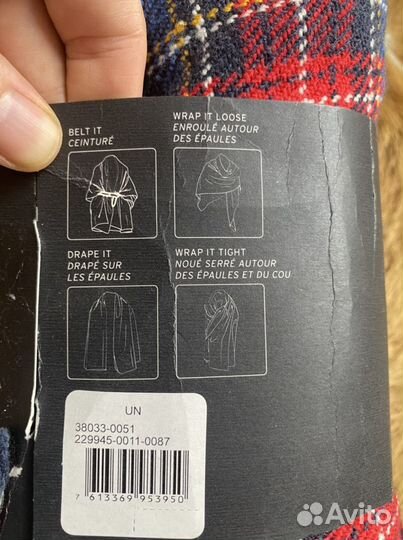 BELT IT
CEINTURÉ
WRAP IT LOOSE
ENROULÉ AUTOUR
DES ÉPAULES
DRAPE IT
DRAPÉ SUR
LES ÉPAULES
WRAP IT TIGHT
NOUÉ SERRÉ AUTOUR
DES ÉPAULES ET DU COU
UN
38033-0051
229945-0011-0087
7 613369 953950
Avito